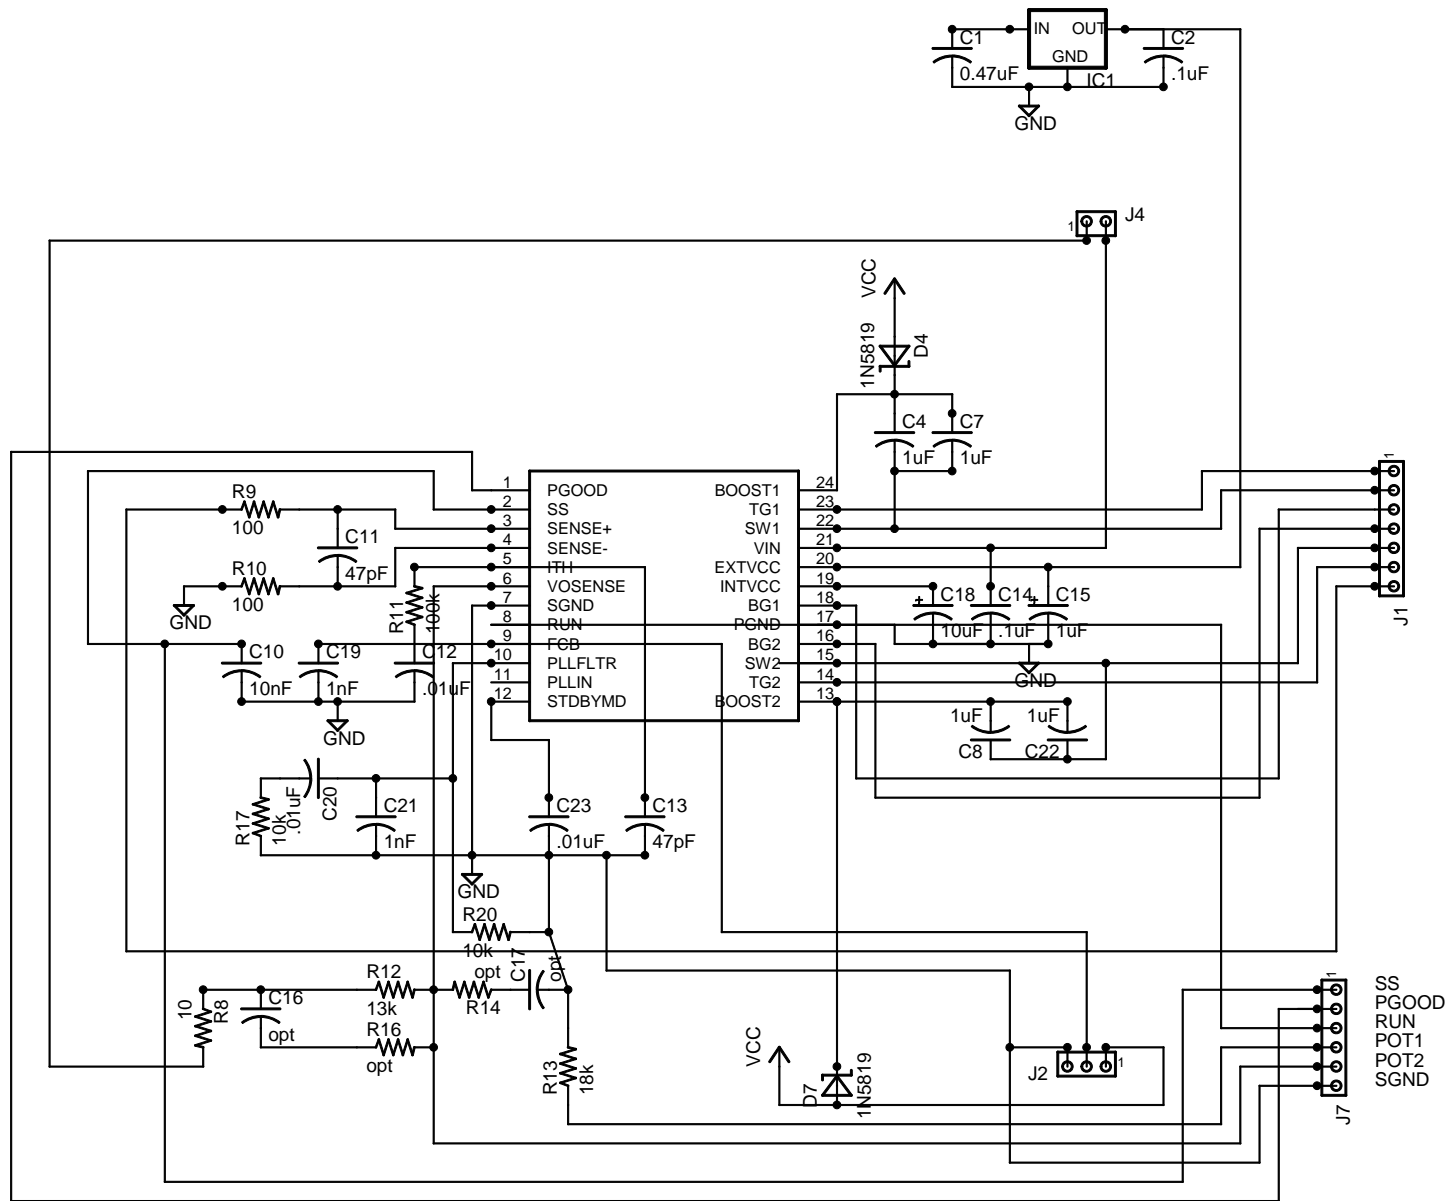 IN OUT
GND
IC1
C1
0.47uF
C2
.1uF
GND
J4
1
VCC
1N5819
D4
C4
1uF
C7
1uF
1 PGOOD BOOST1 24
2 SS TG1 23
3 SENSE+ SW1 22
4 SENSE- VIN 21
5 ITH EXTVCC 20
6 VOSENSE INTVCC 19
7 SGND BG1 18
8 RUN PGND 17
9 FCB BG2 16
10 PLLFLTR SW2 15
11 PLLIN TG2 14
12 STDBYMD BOOST2 13
R9
100
C11
47pF
R10
100
GND
R11
100k
C10
10nF
C19
1nF
C12
.01uF
GND
+
C18
10uF
C14
.1uF
+
C15
1uF
GND
1
J1
1uF
C8
1uF
C22
R17
10k
.01uF
C20
C21
1nF
C23
.01uF
C13
47pF
GND
R20
10k
opt
R14
C17
opt
R12
13k
R16
opt
C16
opt
10
R8
R13
18k
VCC
D7
1N5819
J2
1
1
J7
SS
PGOOD
RUN
POT1
POT2
SGND